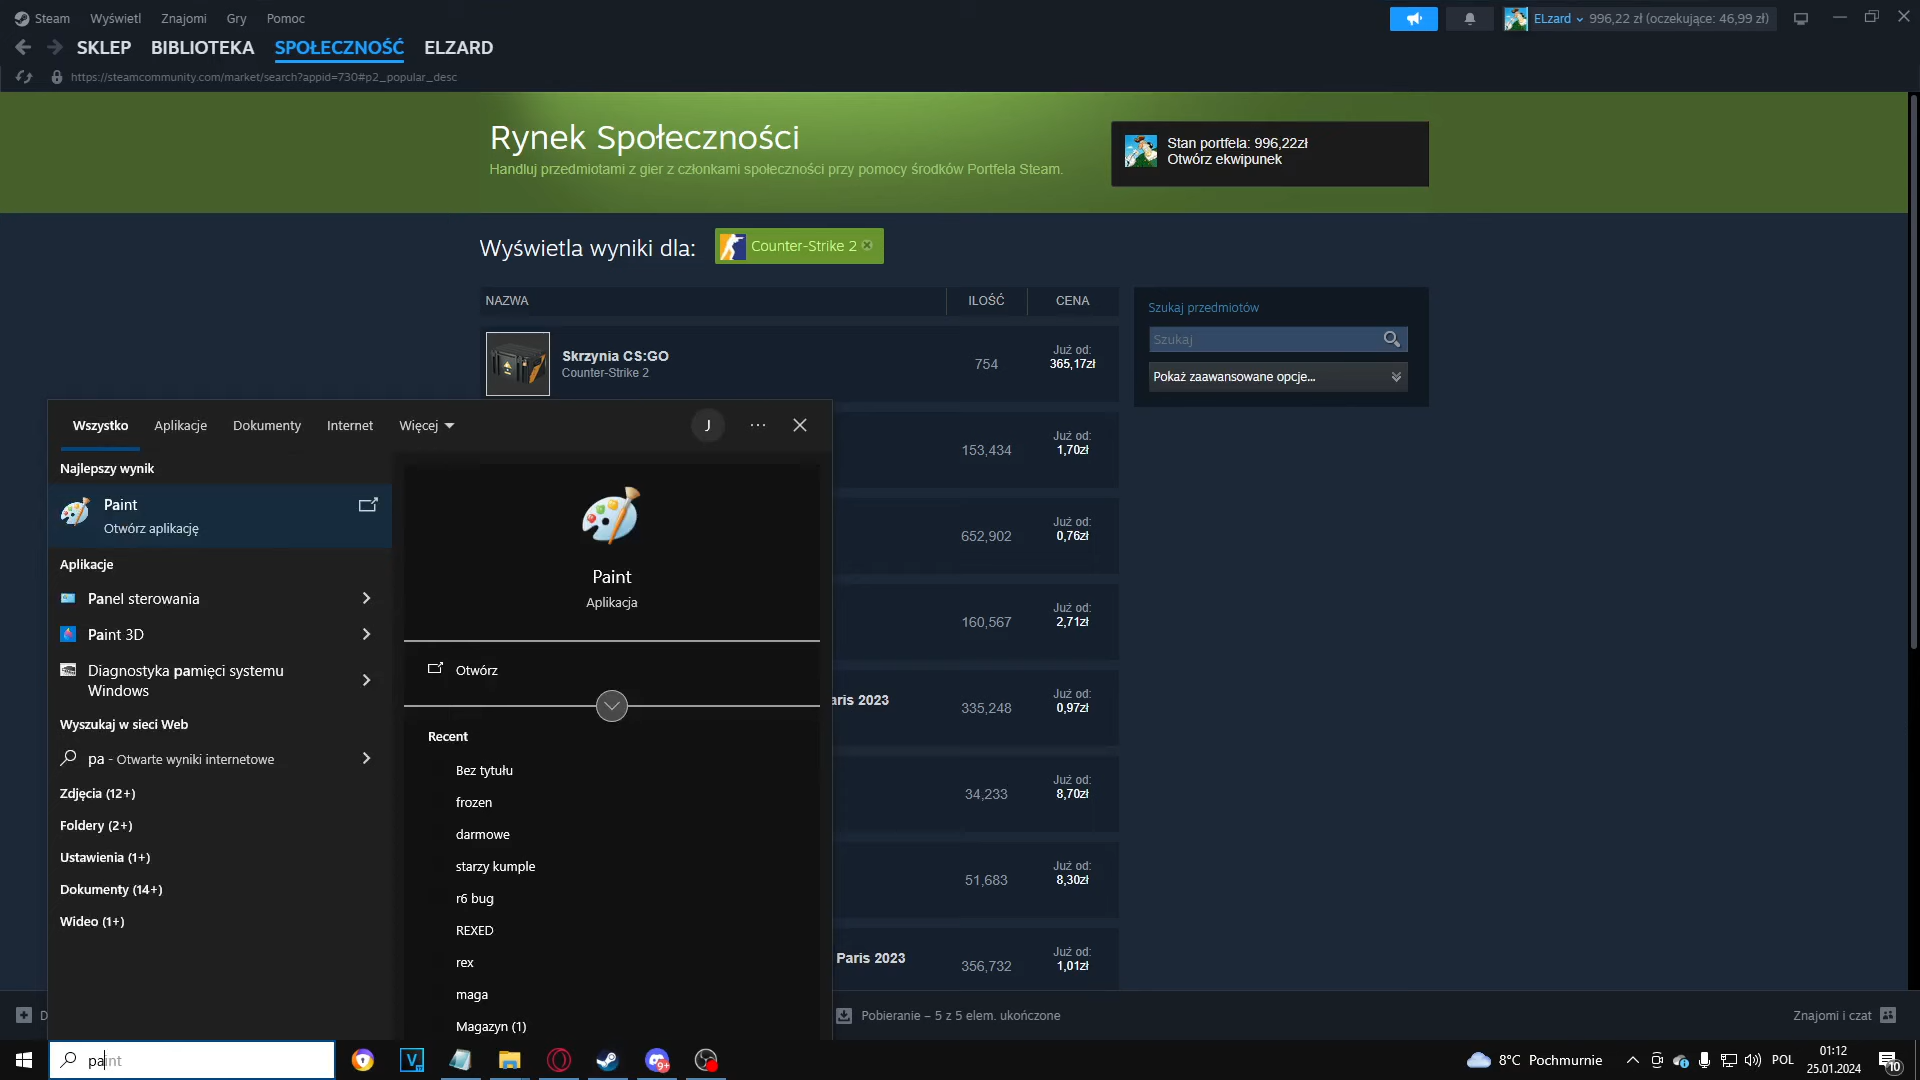 Steam
Wyświetl
Znajomi
Gry
Pomoc
ELzard
996,22 zł (oczekujące: 46,99 zł)
SKLEP
BIBLIOTEKA
SPOŁECZNOŚĆ
ELZARD
https://steamcommunity.com/market/search?appid=730#p2_popular_desc
Rynek Społeczności
Handluj przedmiotami z gier z członkami społeczności przy pomocy środków Portfela Steam.
Stan portfela: 996,22zł
Otwórz ekwipunek
Wyświetla wyniki dla:
Counter-Strike 2
NAZWA
ILOŚĆ
CENA
Skrzynia CS:GO
Counter-Strike 2
754
Już od:
365,17zł
153,434
Już od:
1,70zł
652,902
Już od:
0,76zł
160,567
Już od:
2,71zł
aris 2023
335,248
Już od:
0,97zł
34,233
Już od:
8,70zł
51,683
Już od:
8,30zł
Paris 2023
356,732
Już od:
1,01zł
Szukaj przedmiotów
Szukaj
Pokaż zaawansowane opcje...
Wszystko
Aplikacje
Dokumenty
Internet
Więcej
J
Najlepszy wynik
Paint
Otwórz aplikację
Aplikacje
Panel sterowania
Paint 3D
Diagnostyka pamięci systemu
Windows
Wyszukaj w sieci Web
pa - Otwarte wyniki internetowe
Zdjęcia (12+)
Foldery (2+)
Ustawienia (1+)
Dokumenty (14+)
Wideo (1+)
Paint
Aplikacja
Otwórz
Recent
Bez tytułu
frozen
darmowe
starzy kumple
r6 bug
REXED
rex
maga
Magazyn (1)
D
Pobieranie – 5 z 5 elem. ukończone
Znajomi i czat
paint
V
9+
8°C Pochmurnie
POL
01:12
25.01.2024
10